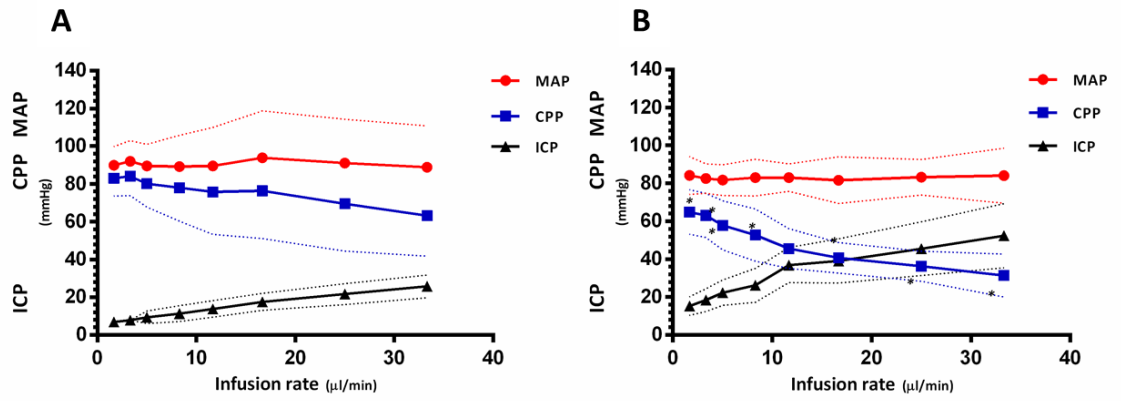 A
140
120
100
80
60
40
20
0
MAP
CPP
(mmHg)
ICP
0 10 20 30 40
Infusion rate (μl/min)
MAP
CPP
ICP
B
140
120
100
80
60
40
20
0
MAP
CPP
(mmHg)
ICP
* * * * * * * *
0 10 20 30 40
Infusion rate (μl/min)
MAP
CPP
ICP